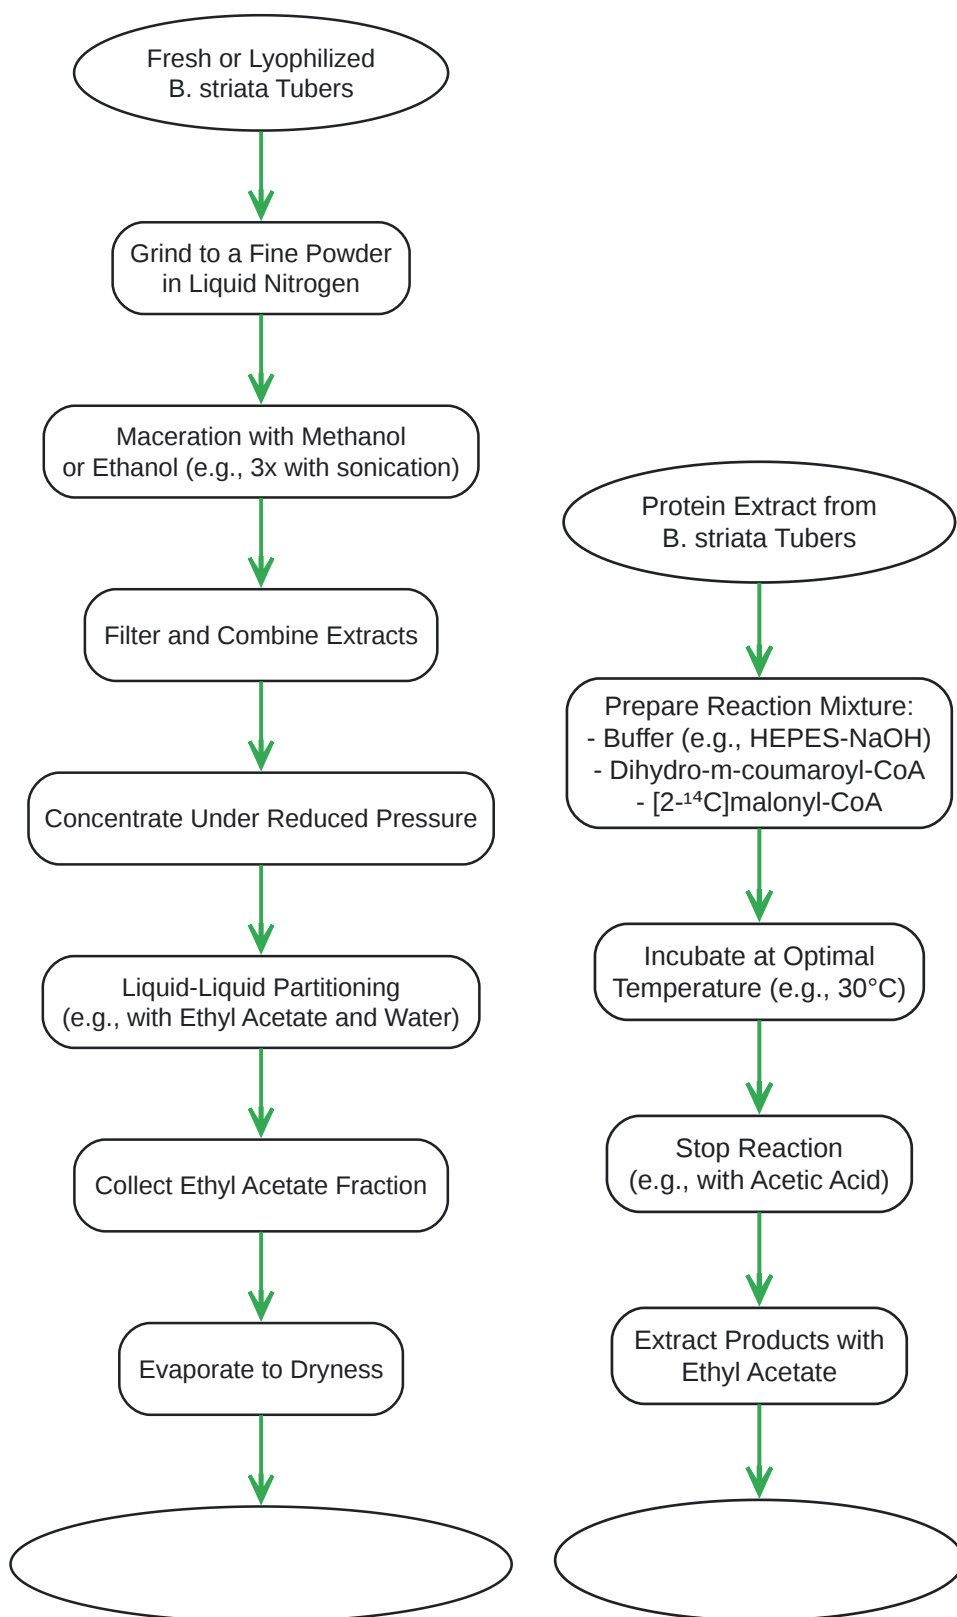 Fresh or Lyophilized
B. striata Tubers
Grind to a Fine Powder
in Liquid Nitrogen
Maceration with Methanol
or Ethanol (e.g., 3x with sonication)
Filter and Combine Extracts
Concentrate Under Reduced Pressure
Liquid-Liquid Partitioning
(e.g., with Ethyl Acetate and Water)
Collect Ethyl Acetate Fraction
Evaporate to Dryness
Protein Extract from
B. striata Tubers
Prepare Reaction Mixture:
- Buffer (e.g., HEPES-NaOH)
- Dihydro-m-coumaroyl-CoA
- [2-¹⁴C]malonyl-CoA
Incubate at Optimal
Temperature (e.g., 30°C)
Stop Reaction
(e.g., with Acetic Acid)
Extract Products with
Ethyl Acetate